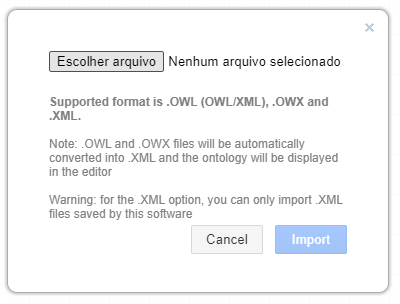 ×
Escolher arquivo Nenhum arquivo selecionado
Supported format is .OWL (OWL/XML), .OWX and
.XML.
Note: .OWL and .OWX files will be automatically
converted into .XML and the ontology will be displayed
in the editor
Warning: for the .XML option, you can only import .XML
files saved by this software
Cancel Import